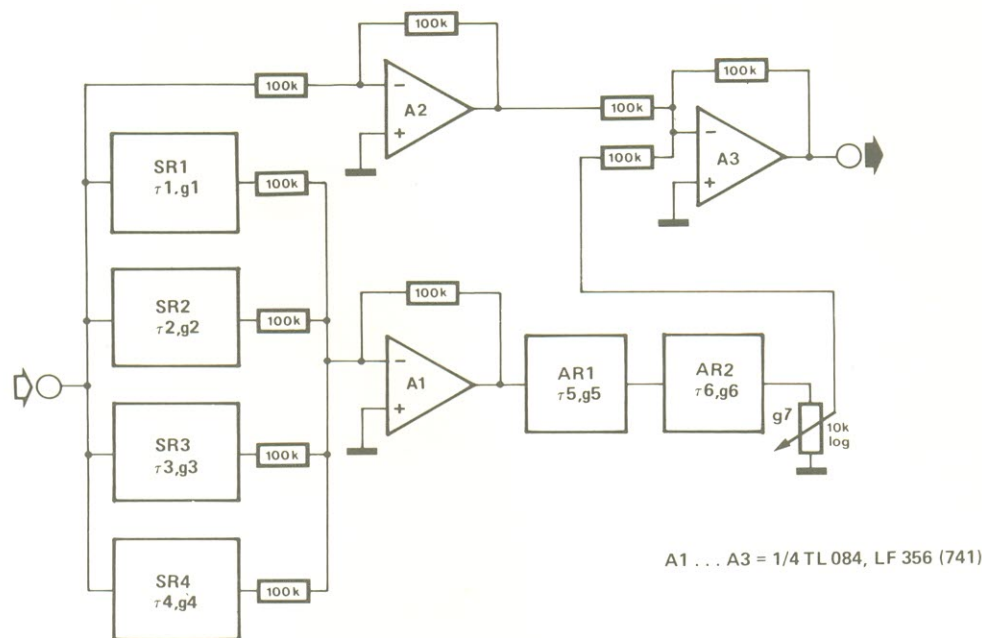 100k
100k
A2
−
+
100k
100k
100k
A3
−
+
SR1
τ1,g1
100k
SR2
τ2,g2
100k
100k
A1
−
+
AR1
τ5,g5
AR2
τ6,g6
g7
10k
log
SR3
τ3,g3
100k
SR4
τ4,g4
100k
A1 . . . A3 = 1/4 TL 084, LF 356 (741)